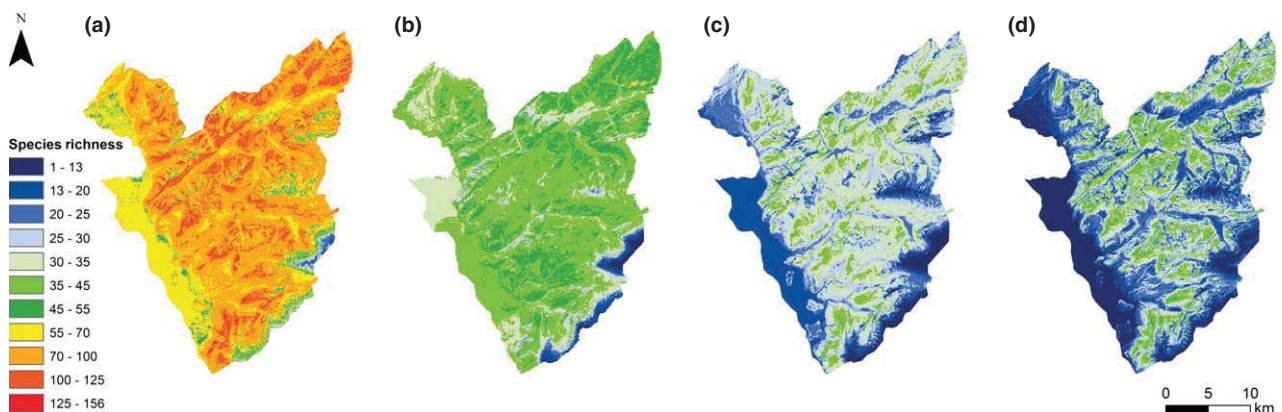 N
(a) (b) (c) (d)
Species richness
1 - 13
13 - 20
20 - 25
25 - 30
30 - 35
35 - 45
45 - 55
55 - 70
70 - 100
100 - 125
125 - 156
0 5 10
km